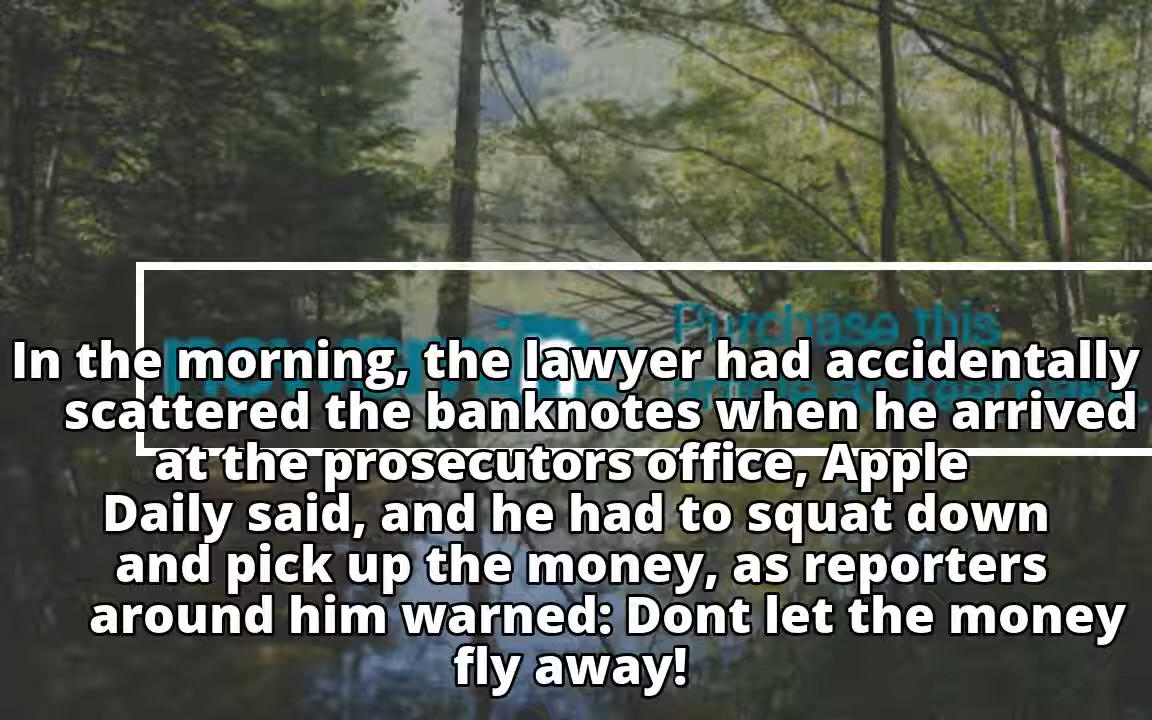 Purchase this
In the morning, the lawyer had accidentally
scattered the banknotes when he arrived
at the prosecutors office, Apple
Daily said, and he had to squat down
and pick up the money, as reporters
around him warned: Dont let the money
fly away!